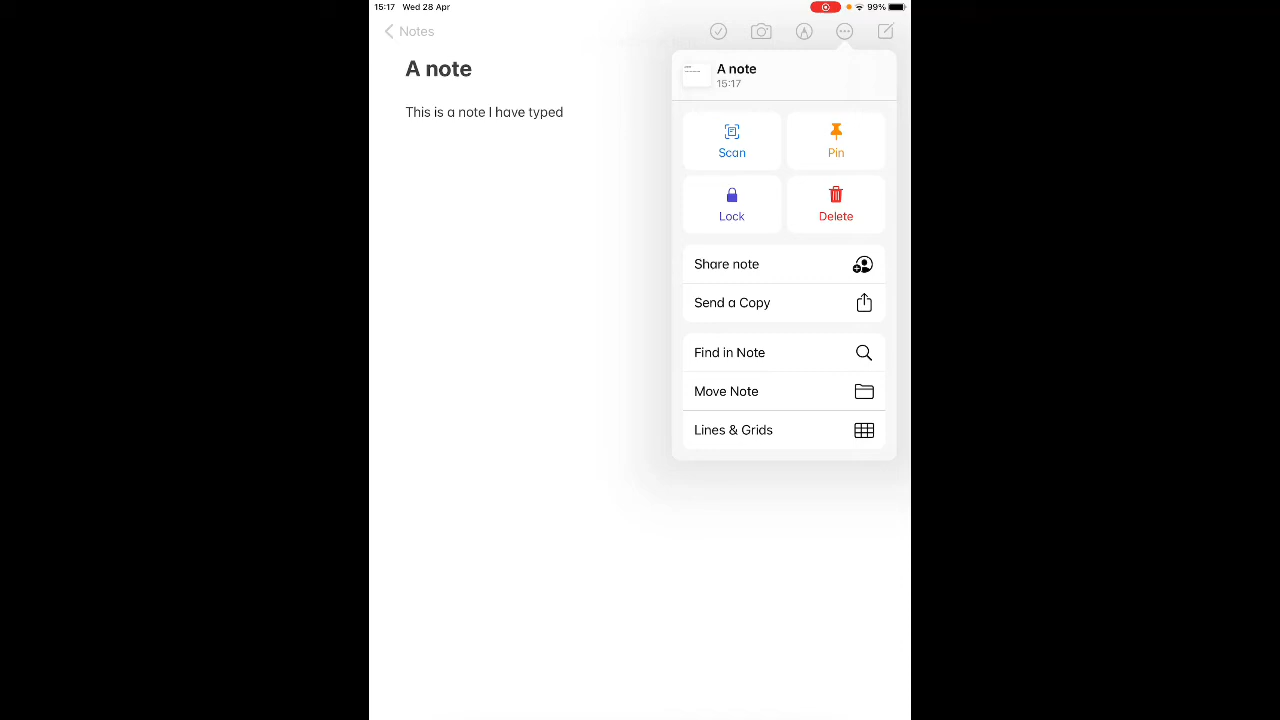 15:17 Wed 28 Apr 99%
Notes
A note
This is a note I have typed
A note
15:17
Scan
Pin
Lock
Delete
Share note
Send a Copy
Find in Note
Move Note
Lines & Grids